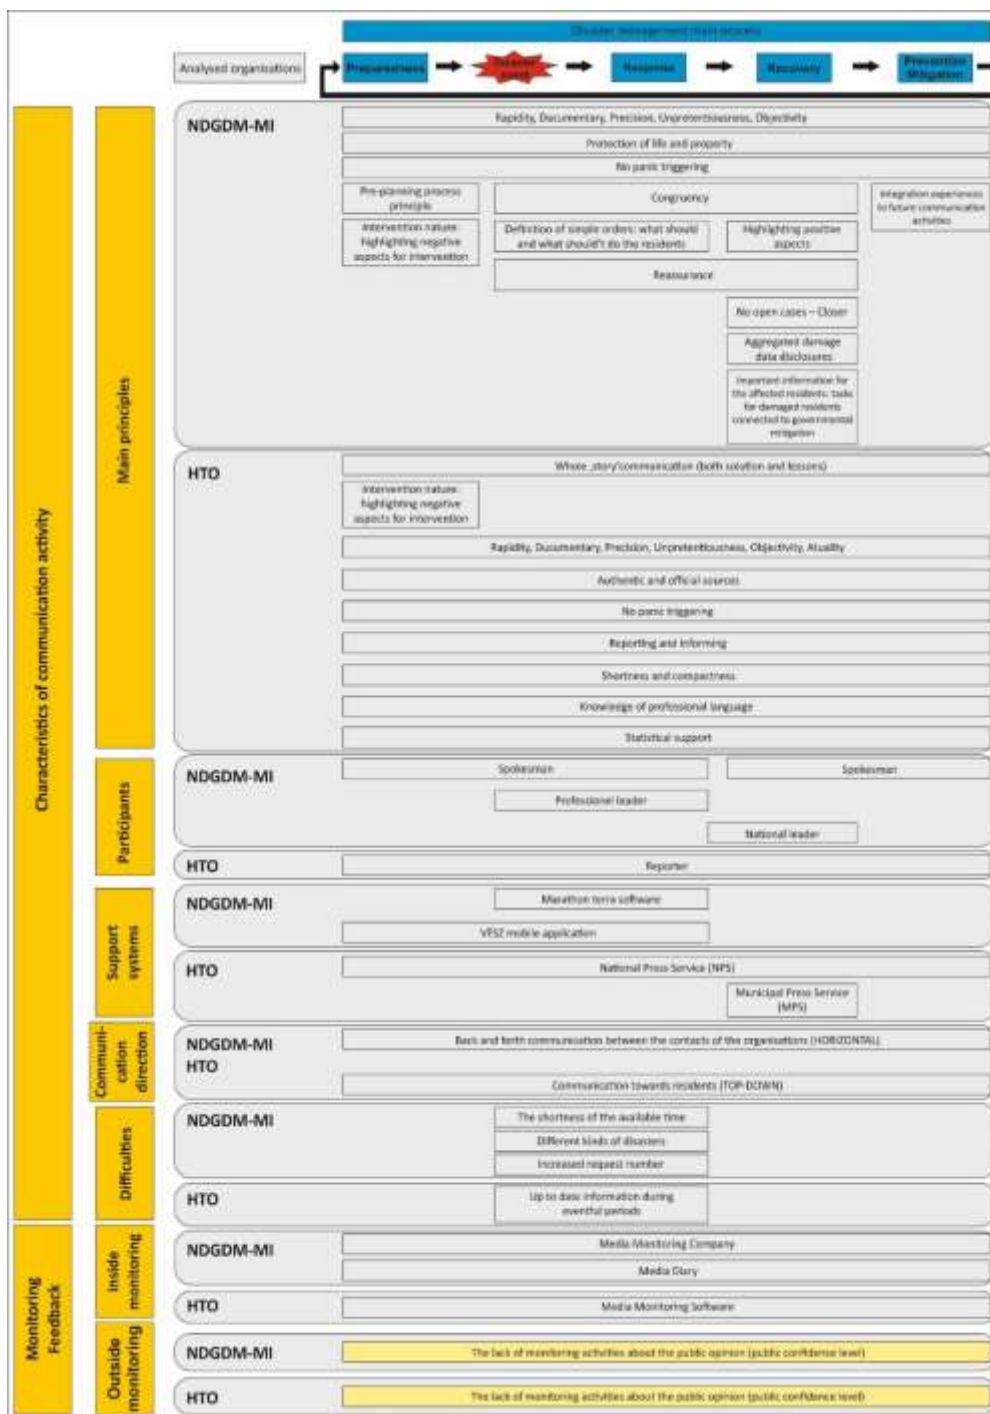 Disaster management main process
Analysed organisations
Preparedness
Disaster
event
Response
Recovery
Prevention
Mitigation
Characteristics of communication activity
Main principles
NDGDM-MI
Rapidity, Documentary, Precision, Unpretentiousness, Objectivity
Protection of life and property
No panic triggering
Pre-planning process
principle
Congruency
Integration experiences
to future communication
activities
Intervention nature:
highlighting negative
aspects for intervention
Definition of simple orders: what should
and what should't do the residents
Highlighting positive
aspects
Reassurance
No open cases – Closer
Aggregated damage
data disclosures
Important information for
the affected residents: tasks
for damaged residents
connected to governmental
mitigation
HTO
Whole „story'communication (both solution and lessons)
Intervention nature:
highlighting negative
aspects for intervention
Rapidity, Documentary, Precision, Unpretentiousness, Objectivity, Atuality
Authentic and official sources
No panic triggering
Reporting and informing
Shortness and compactness
Knowledge of professional language
Statistical support
Participants
NDGDM-MI
Spokesman
Spokesman
Professional leader
National leader
HTO
Reporter
Support
systems
NDGDM-MI
Marathon terra software
VÉSZ mobile application
HTO
National Press Service (NPS)
Municipal Press Service
(MPS)
Communi-
cation
direction
NDGDM-MI
HTO
Back and forth communication between the contacts of the organisations (HORIZONTAL)
Communication towards residents (TOP-DOWN)
Difficulties
NDGDM-MI
The shortness of the available time
Different kinds of disasters
Increased request number
HTO
Up to date information during
eventful periods
Monitoring
Feedback
Inside
monitoring
NDGDM-MI
Media Monitoring Company
Media Diary
HTO
Media Monitoring Software
Outside
monitoring
NDGDM-MI
The lack of monitoring activities about the public opinion (public confidence level)
HTO
The lack of monitoring activities about the public opinion (public confidence level)